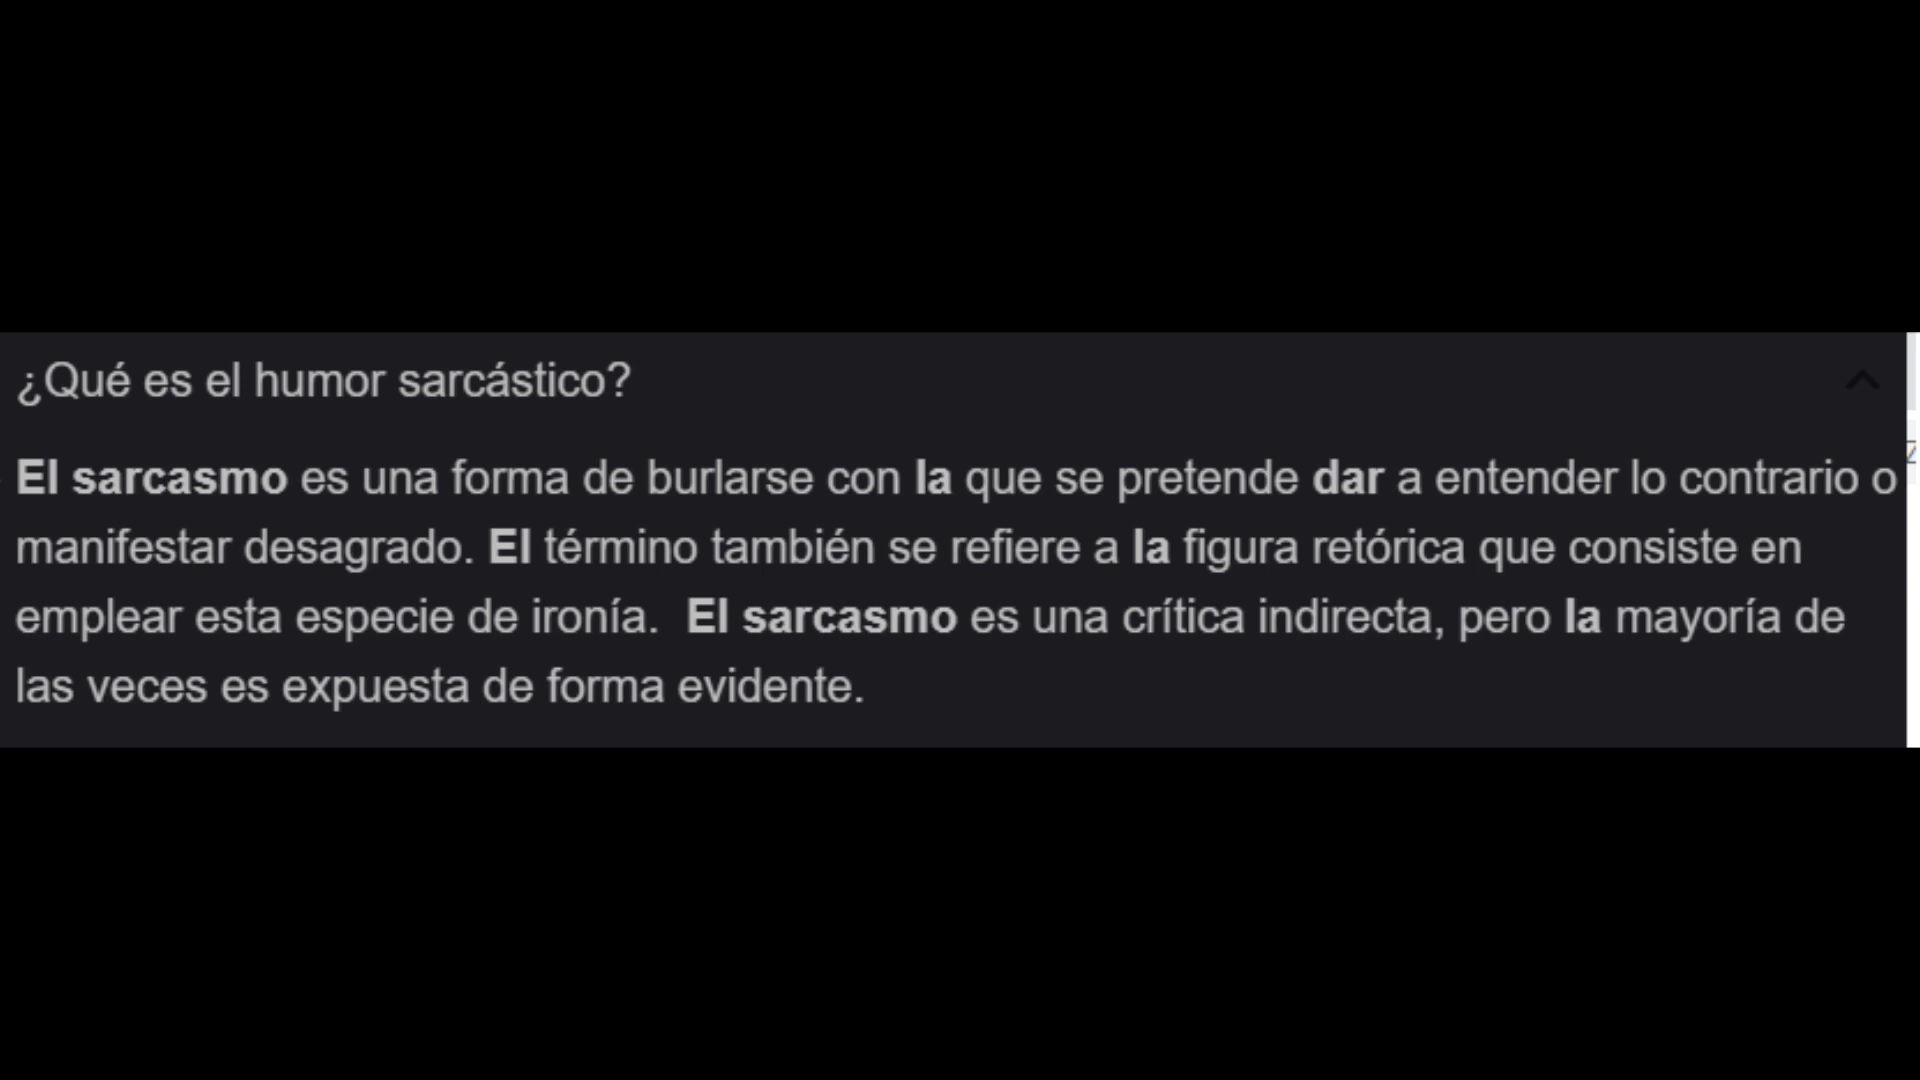 ¿Qué es el humor sarcástico?
El sarcasmo es una forma de burlarse con la que se pretende dar a entender lo contrario o
manifestar desagrado. El término también se refiere a la figura retórica que consiste en
emplear esta especie de ironía.  El sarcasmo es una crítica indirecta, pero la mayoría de
las veces es expuesta de forma evidente.